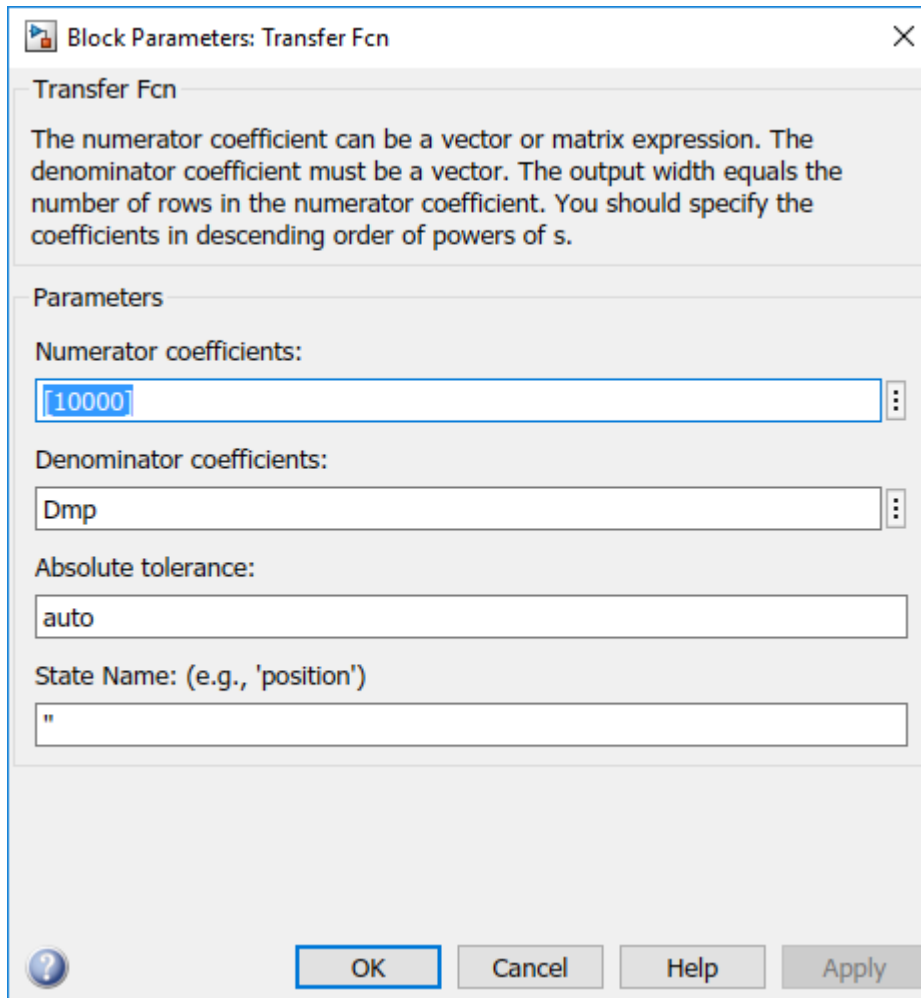 Block Parameters: Transfer Fcn
Transfer Fcn
The numerator coefficient can be a vector or matrix expression. The
denominator coefficient must be a vector. The output width equals the
number of rows in the numerator coefficient. You should specify the
coefficients in descending order of powers of s.
Parameters
Numerator coefficients:
[10000]
Denominator coefficients:
Dmp
Absolute tolerance:
auto
State Name: (e.g., 'position')
''
OK Cancel Help Apply